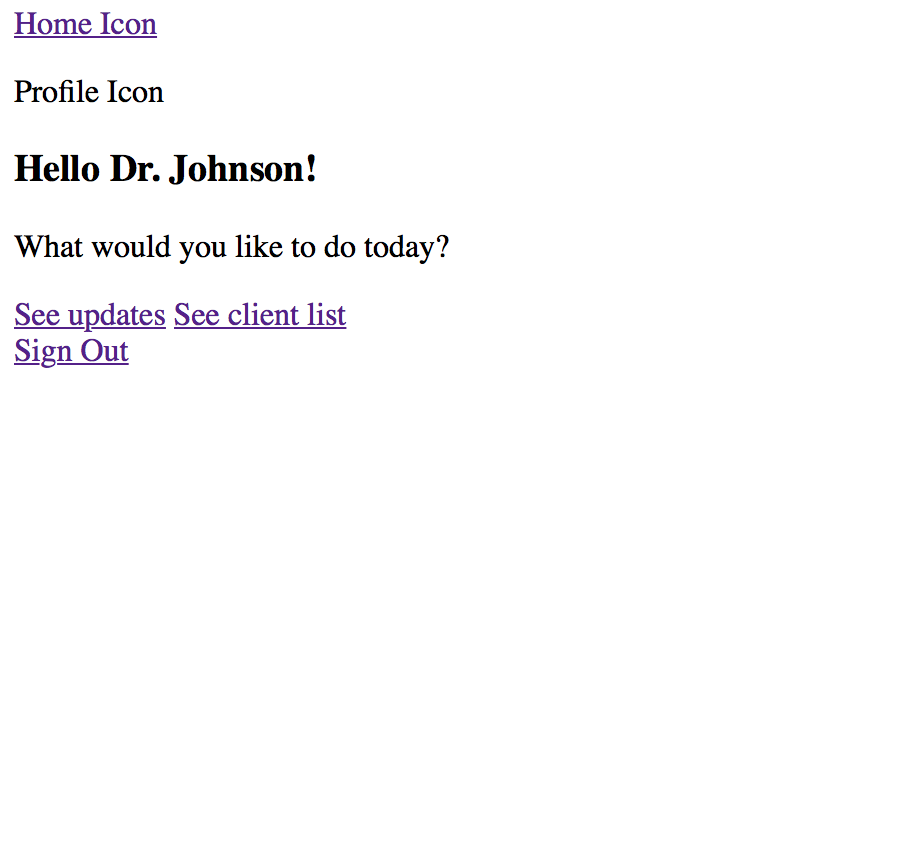 Home Icon
Profile Icon
Hello Dr. Johnson!
What would you like to do today?
See updates See client list
Sign Out